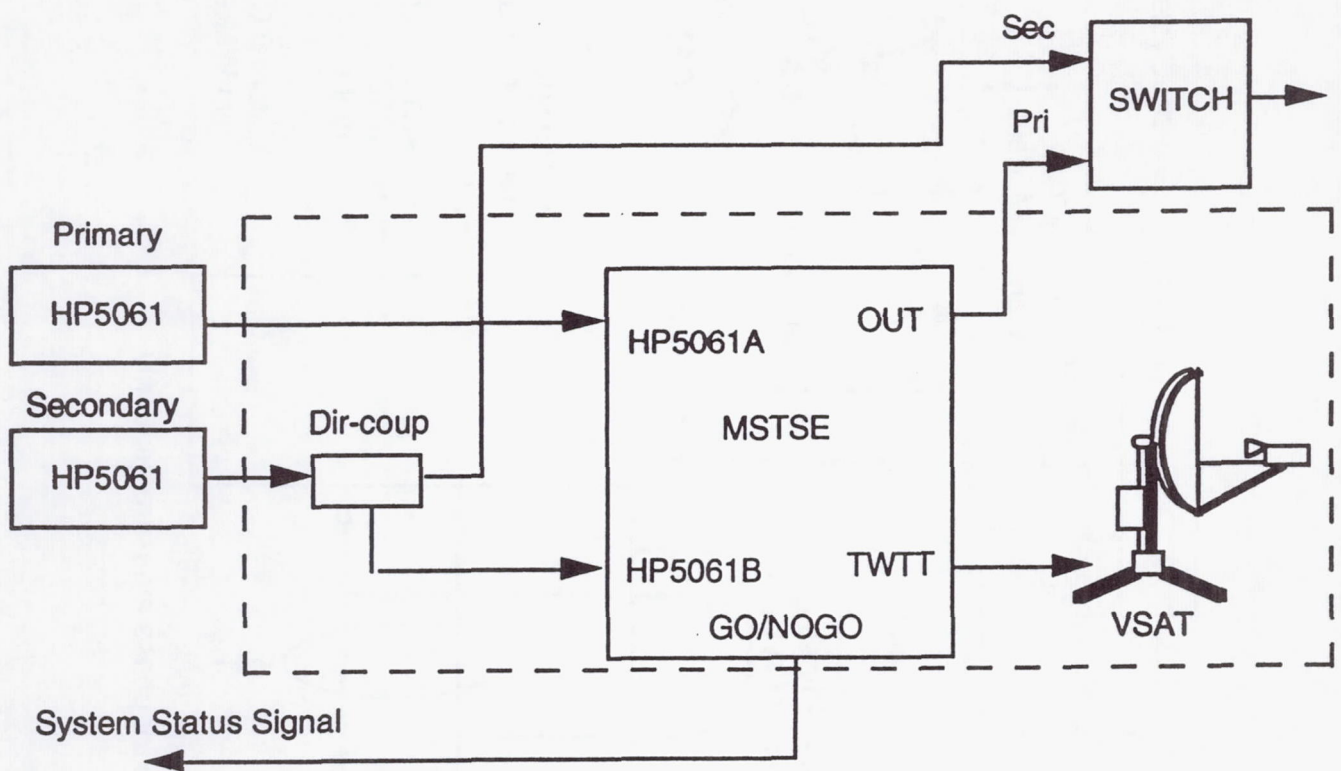 Sec
SWITCH
Pri
Primary
HP5061
OUT
HP5061A
Secondary
Dir-coup
MSTSE
HP5061
HP5061B
TWTT
GO/NOGO
VSAT
System Status Signal